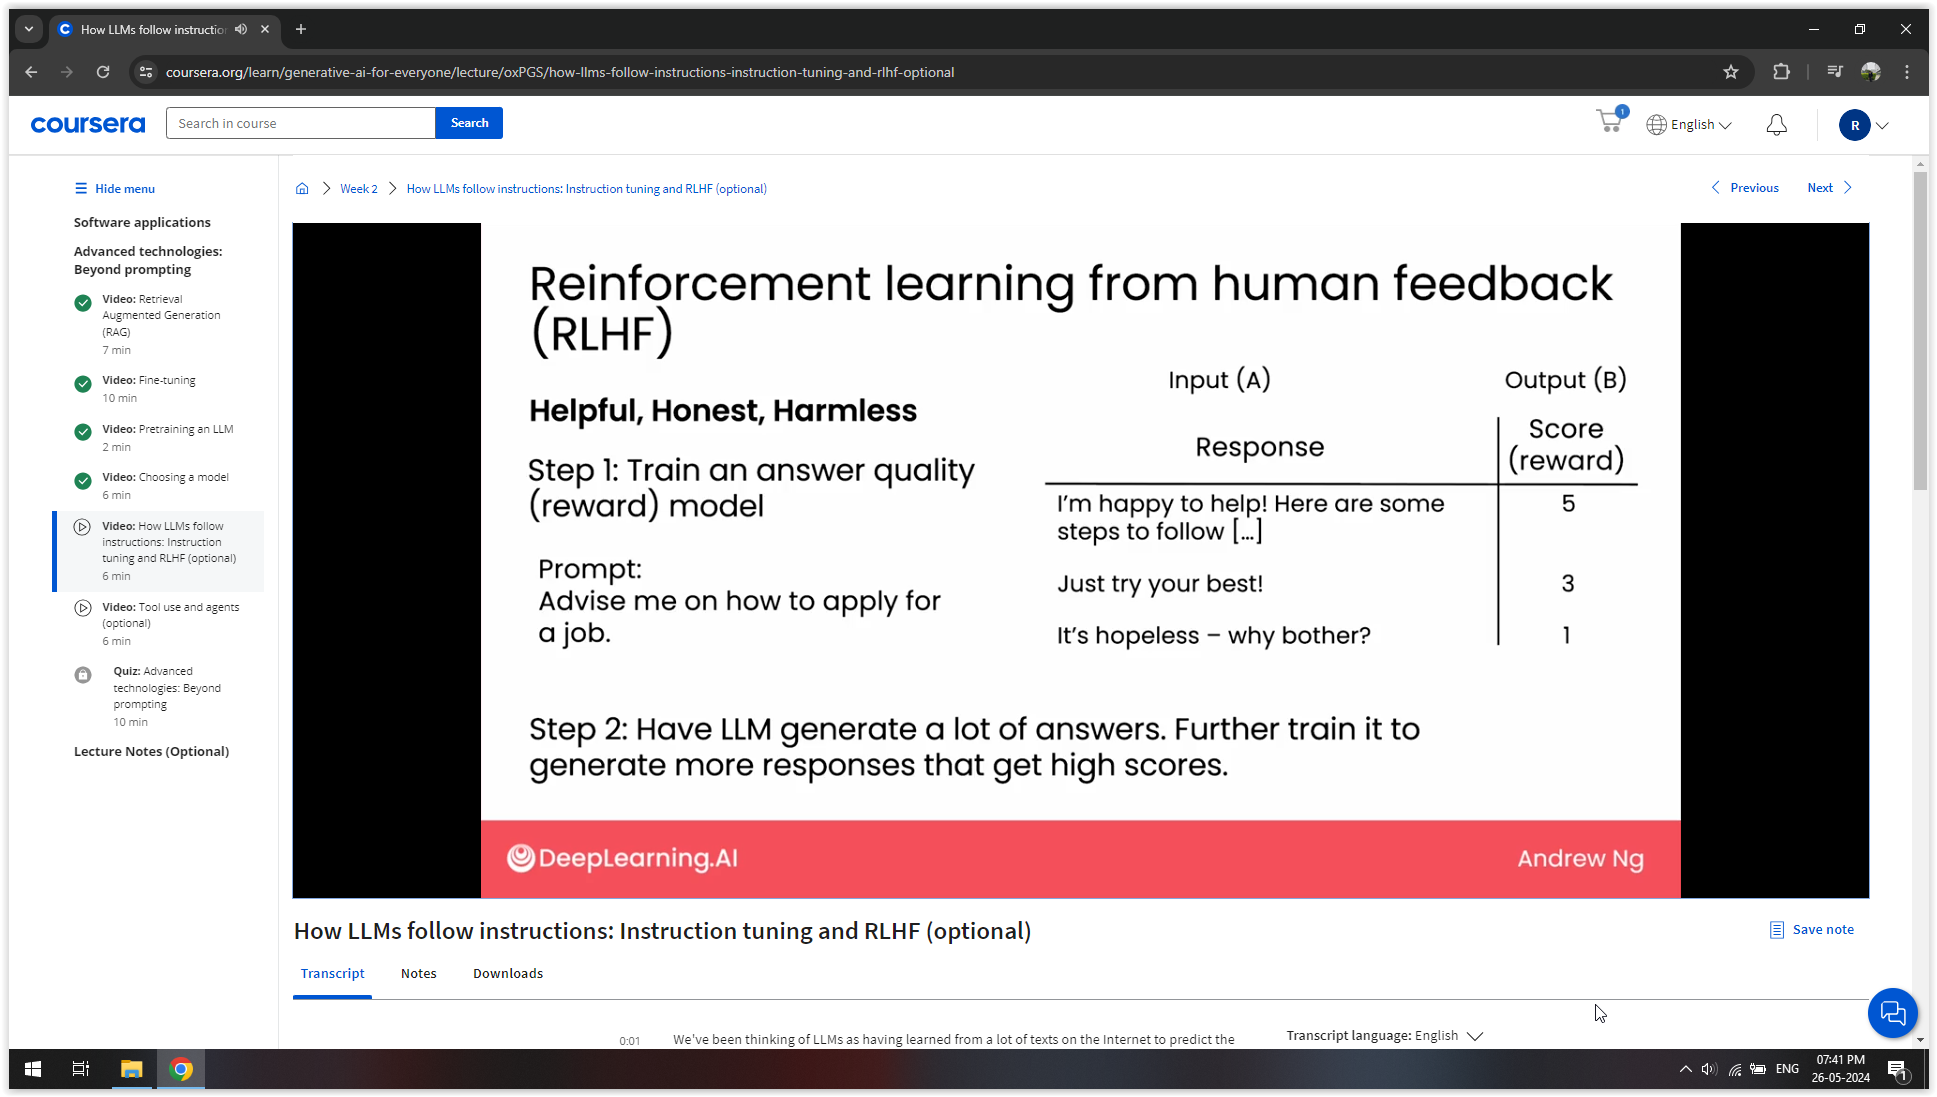 How LLMs follow instructio
coursera.org/learn/generative-ai-for-everyone/lecture/oxPGS/how-llms-follow-instructions-instruction-tuning-and-rlhf-optional
coursera
Search in course
Search
1
English
R
Hide menu
Software applications
Advanced technologies:
Beyond prompting
Video: Retrieval
Augmented Generation
(RAG)
7 min
Video: Fine-tuning
10 min
Video: Pretraining an LLM
2 min
Video: Choosing a model
6 min
Video: How LLMs follow
instructions: Instruction
tuning and RLHF (optional)
6 min
Video: Tool use and agents
(optional)
6 min
Quiz: Advanced
technologies: Beyond
prompting
10 min
Lecture Notes (Optional)
Week 2
How LLMs follow instructions: Instruction tuning and RLHF (optional)
Previous
Next
Reinforcement learning from human feedback
(RLHF)
Helpful, Honest, Harmless
Step 1: Train an answer quality
(reward) model
Prompt:
Advise me on how to apply for
a job.
Input (A)
Output (B)
Response
Score
(reward)
I'm happy to help! Here are some
steps to follow [...]
5
Just try your best!
3
It's hopeless – why bother?
1
Step 2: Have LLM generate a lot of answers. Further train it to
generate more responses that get high scores.
DeepLearning.AI
Andrew Ng
How LLMs follow instructions: Instruction tuning and RLHF (optional)
Save note
Transcript
Notes
Downloads
0:01
We've been thinking of LLMs as having learned from a lot of texts on the Internet to predict the
Transcript language: English
ENG
07:41 PM
26-05-2024
1